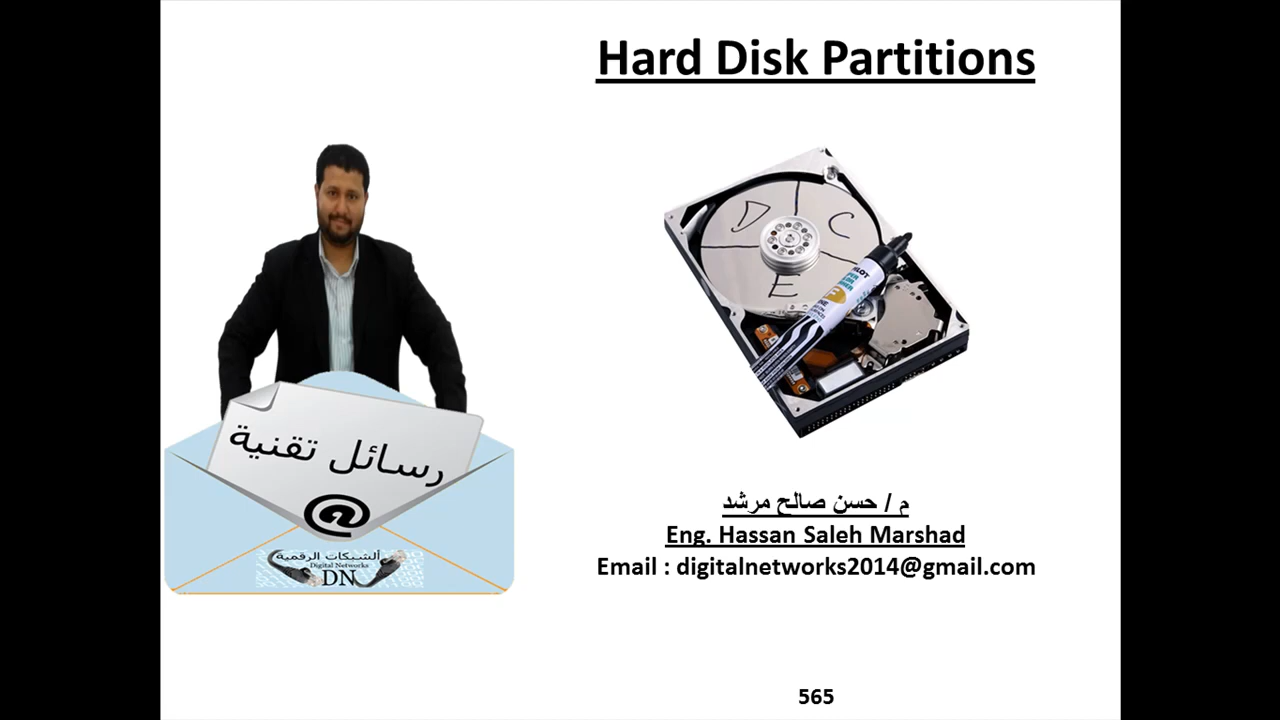 Hard Disk Partitions
D
C
E
PILOT
رسائل تقنية
@
الشبكات الرقمية
Digital Networks
DN
م / حسن صالح مرشد
Eng. Hassan Saleh Marshad
Email : digitalnetworks2014@gmail.com
565